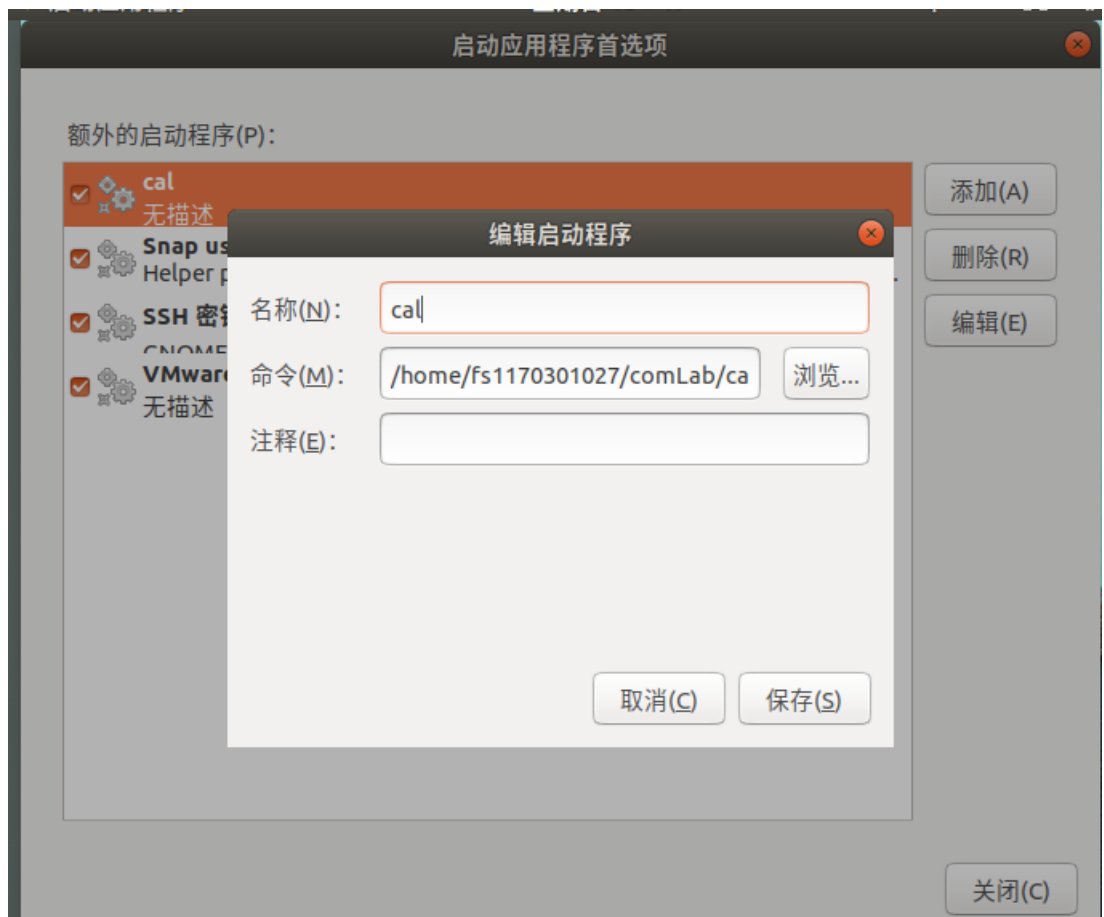 启动应用程序首选项
额外的启动程序(P)：
cal
无描述
添加(A)
编辑启动程序
Snap us
Helper p
删除(R)
名称(N)：
cal
SSH 密钥
GNOME
编辑(E)
VMware
无描述
命令(M)：
/home/fs1170301027/comLab/ca
浏览...
注释(E)：
取消(C)
保存(S)
关闭(C)